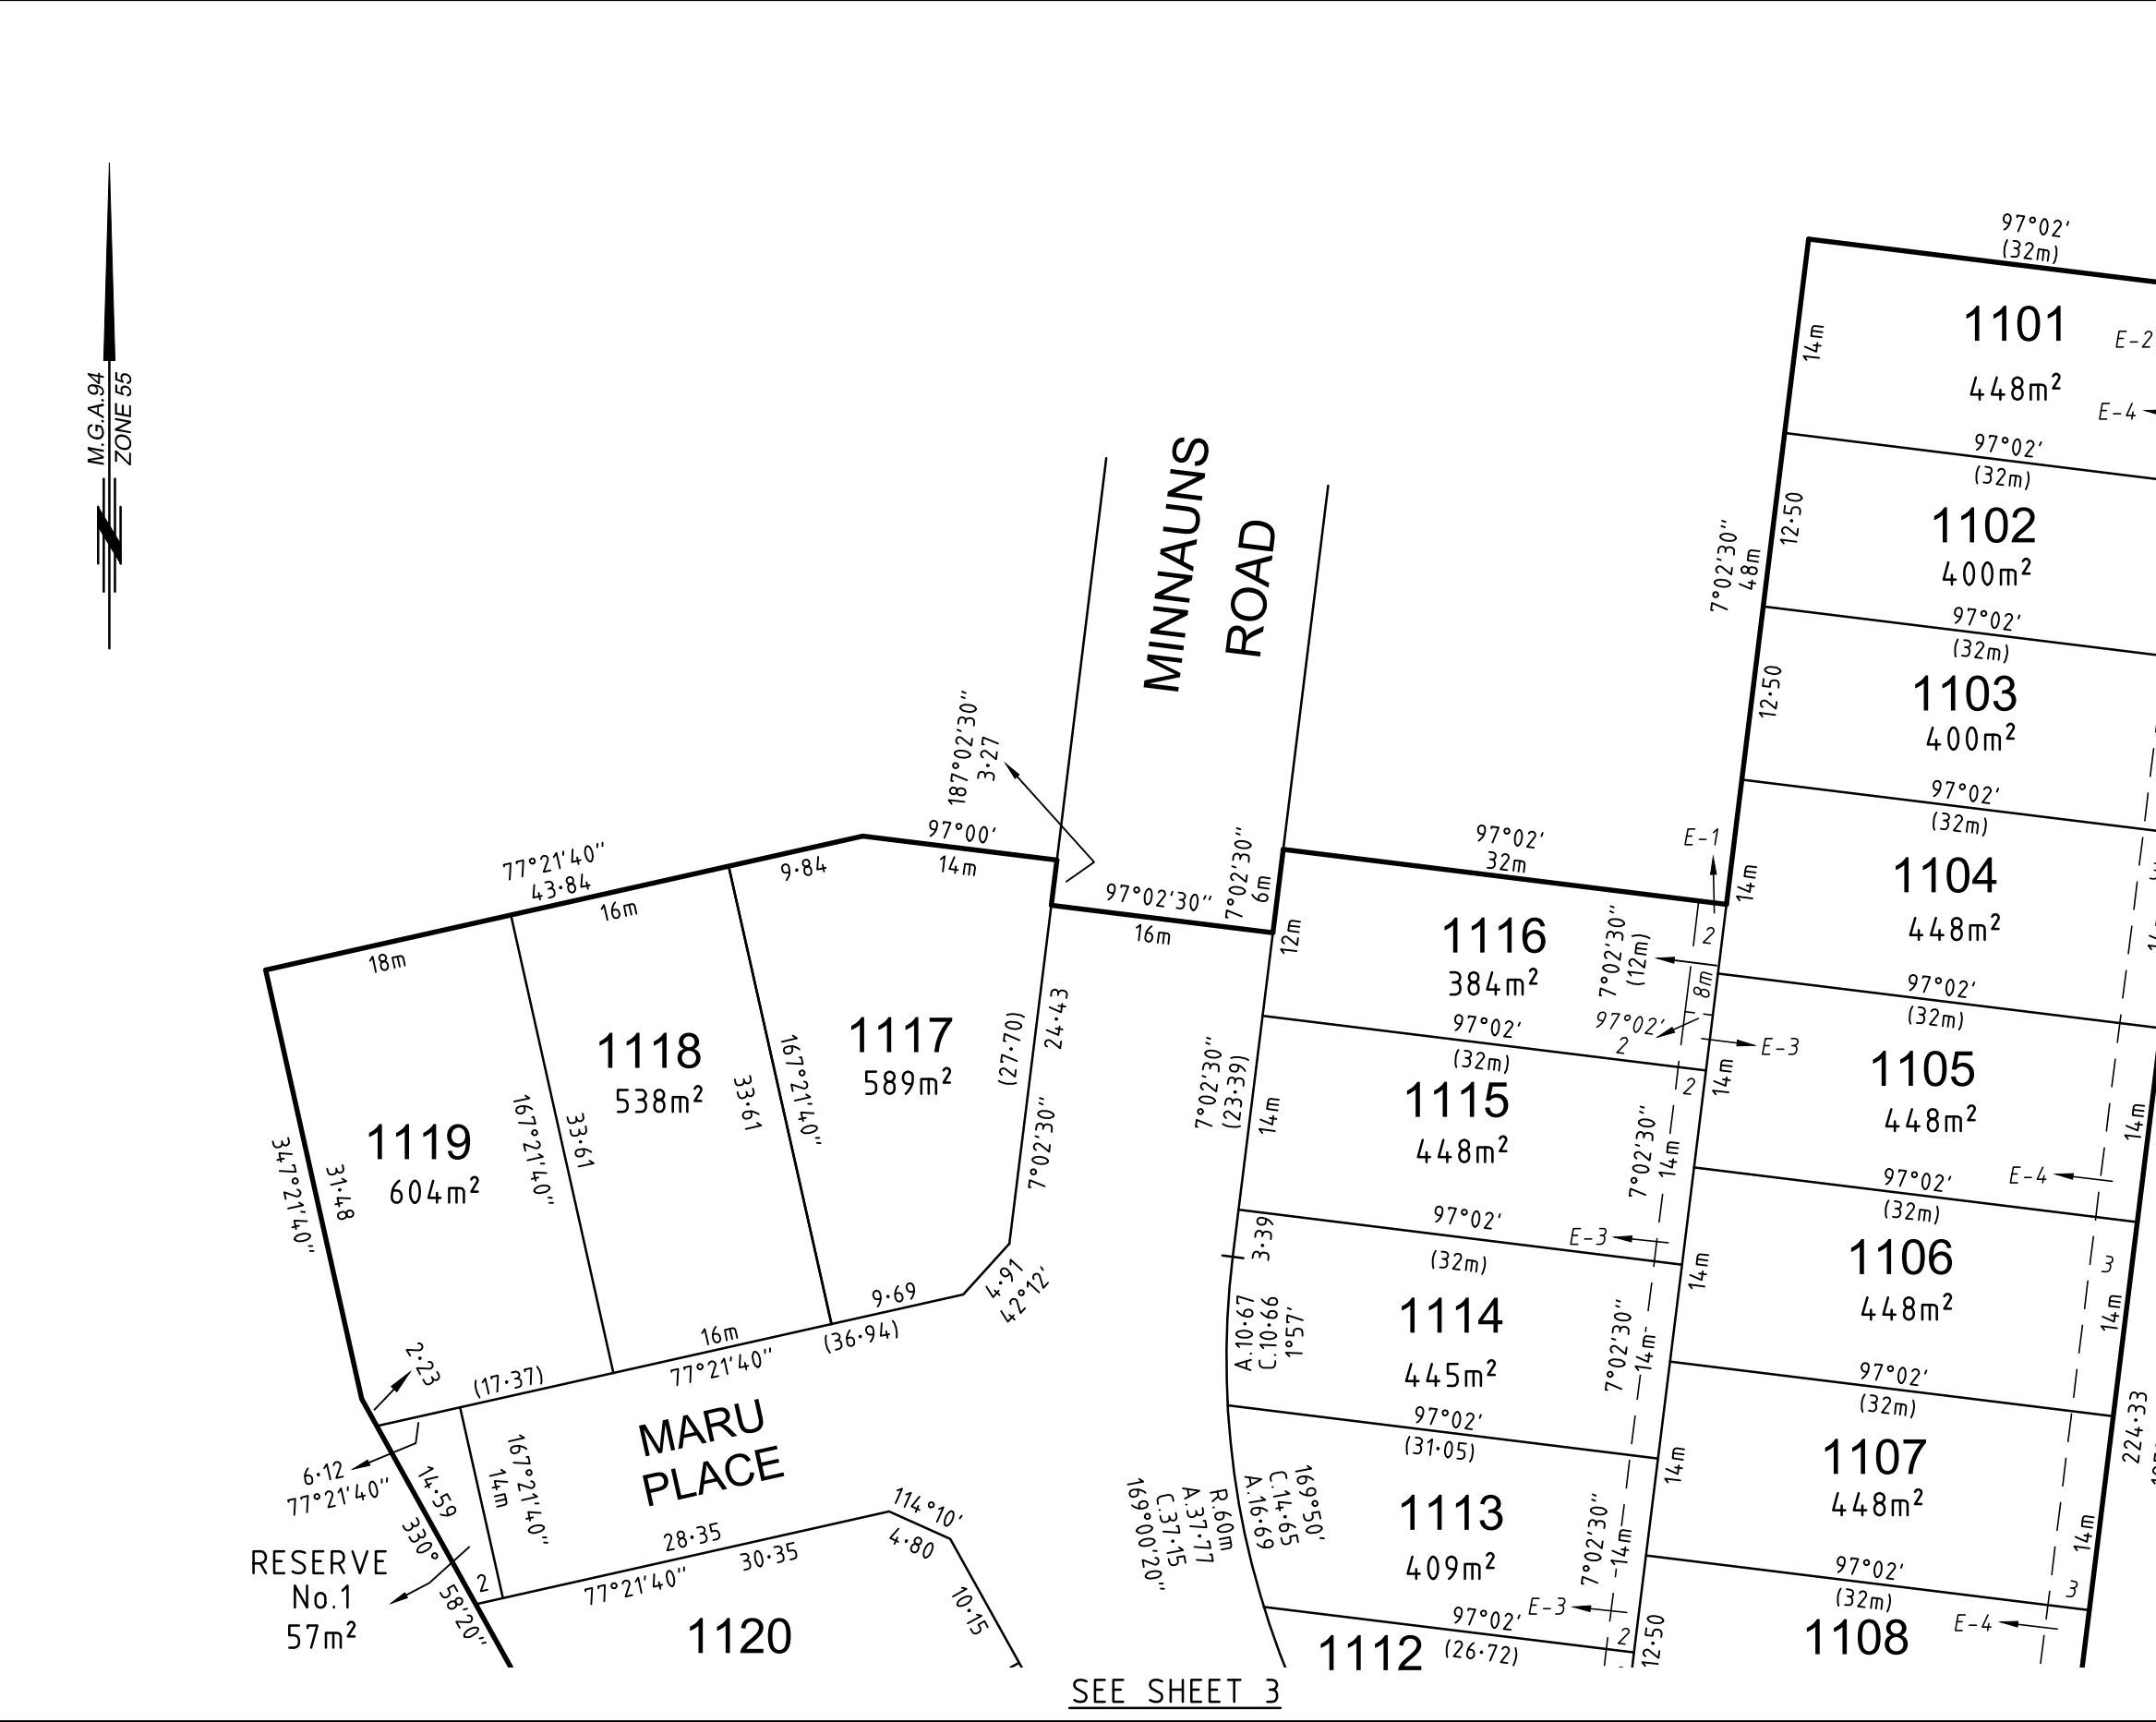 M.G.A.94
ZONE 55
N
MINNAUNS
ROAD
97°02'
(32m)
1101
448m²
E-2
E-4
14m
97°02'
(32m)
1102
400m²
12·50
7°02'30"
48m
97°02'
(32m)
1103
400m²
12·50
97°02'
(32m)
1104
448m²
14m
E-1
97°02'
(32m)
1105
448m²
14m
14m
E-3
E-4
97°02'
(32m)
1106
448m²
14m
3
14m
97°02'
(32m)
1107
448m²
14m
14m
224·33
97°02'
(32m)
1108
3
E-4
12·50
187°02'30"
3·27
97°00'
14m
97°02'30"
16m
7°02'30"
6m
97°02'
32m
1116
384m²
12m
7°02'30"
(12m)
2
8m
97°02'
2
97°02'
(32m)
1115
448m²
14m
7°02'30"
(23·39)
2
7°02'30"
14m
E-3
97°02'
(32m)
1114
445m²
3·39
A.10·67
C.10·66
1°57'
7°02'30"
14m
97°02'
(31·05)
1113
409m²
169°50'
C.14·65
A.16·69
R.60m
A.37·77
C.37·15
169°00'20"
7°02'30"
14m
E-3
97°02'
(26·72)
2
1112
77°21'40"
43·84
18m
16m
9·84
1117
589m²
(27·70)
24·43
7°02'30"
167°21'40"
33·61
1118
538m²
33·61
167°21'40"
1119
604m²
31·48
347°21'40"
4·91
42°12'
9·69
(36·94)
16m
77°21'40"
(17·37)
2·23
MARU
PLACE
6·12
77°21'40"
14·59
330°
58'20"
167°21'40"
14m
2
RESERVE
No.1
57m²
28·35
30·35
77°21'40"
114°10'
4·80
10·15
1120
SEE SHEET 3